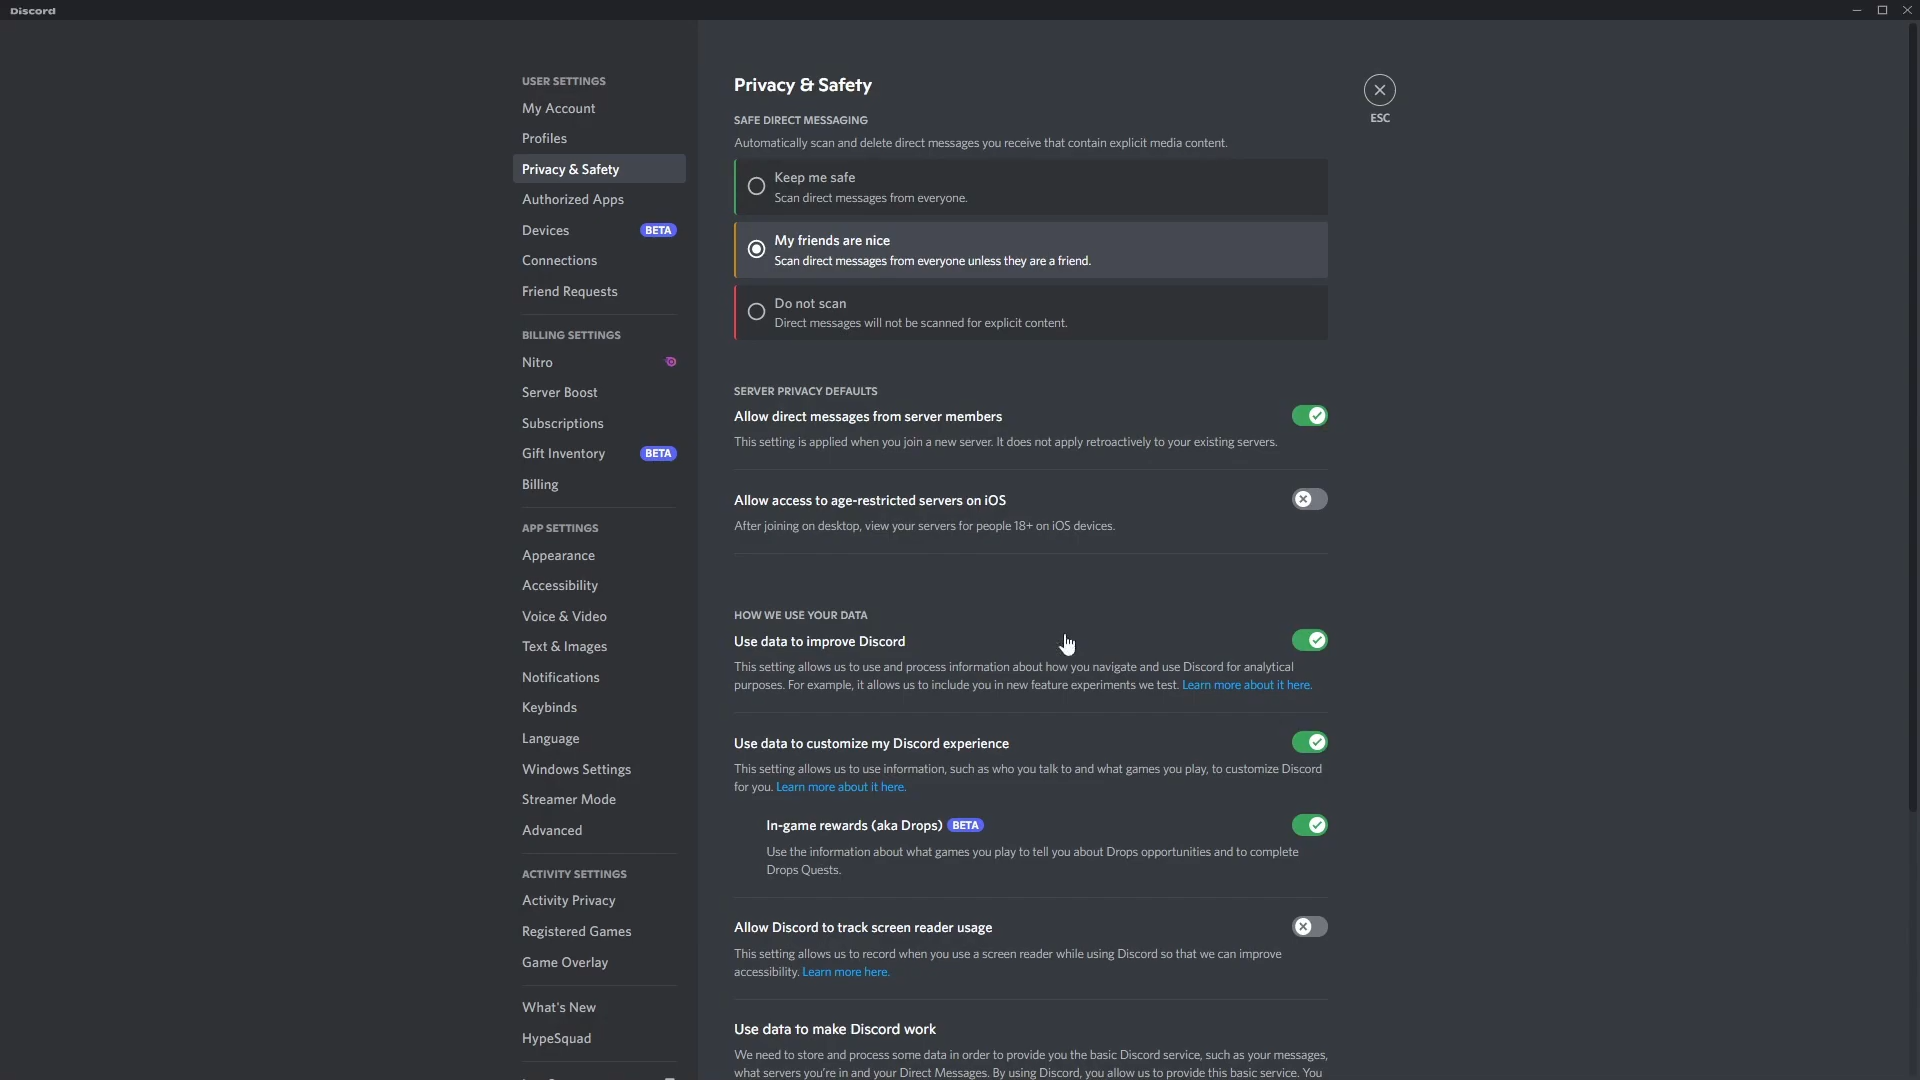 Discord
USER SETTINGS
My Account
Profiles
Privacy & Safety
Authorized Apps
Devices BETA
Connections
Friend Requests
BILLING SETTINGS
Nitro
Server Boost
Subscriptions
Gift Inventory BETA
Billing
APP SETTINGS
Appearance
Accessibility
Voice & Video
Text & Images
Notifications
Keybinds
Language
Windows Settings
Streamer Mode
Advanced
ACTIVITY SETTINGS
Activity Privacy
Registered Games
Game Overlay
What's New
HypeSquad
Privacy & Safety
ESC
SAFE DIRECT MESSAGING
Automatically scan and delete direct messages you receive that contain explicit media content.
Keep me safe
Scan direct messages from everyone.
My friends are nice
Scan direct messages from everyone unless they are a friend.
Do not scan
Direct messages will not be scanned for explicit content.
SERVER PRIVACY DEFAULTS
Allow direct messages from server members
This setting is applied when you join a new server. It does not apply retroactively to your existing servers.
Allow access to age-restricted servers on iOS
After joining on desktop, view your servers for people 18+ on iOS devices.
HOW WE USE YOUR DATA
Use data to improve Discord
This setting allows us to use and process information about how you navigate and use Discord for analytical
purposes. For example, it allows us to include you in new feature experiments we test. Learn more about it here.
Use data to customize my Discord experience
This setting allows us to use information, such as who you talk to and what games you play, to customize Discord
for you. Learn more about it here.
In-game rewards (aka Drops) BETA
Use the information about what games you play to tell you about Drops opportunities and to complete
Drops Quests.
Allow Discord to track screen reader usage
This setting allows us to record when you use a screen reader while using Discord so that we can improve
accessibility. Learn more here.
Use data to make Discord work
We need to store and process some data in order to provide you the basic Discord service, such as your messages,
what servers you're in and your Direct Messages. By using Discord, you allow us to provide this basic service. You